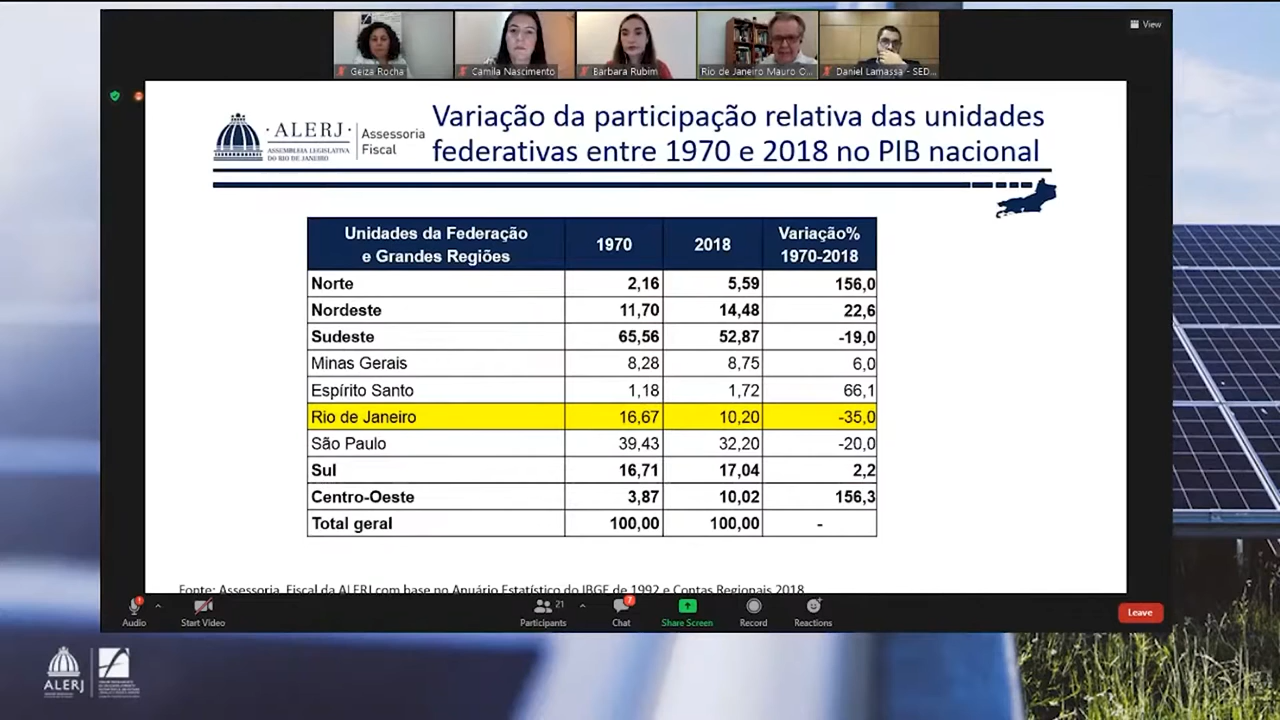 View
Geiza Rocha
Camila Nascimento
Bárbara Rubim
Rio de Janeiro Mauro O...
Daniel Lamassa - SED...
· ALERJ ·
ASSEMBLEIA LEGISLATIVA
DO RIO DE JANEIRO
Assessoria
Fiscal
Variação da participação relativa das unidades
federativas entre 1970 e 2018 no PIB nacional
Unidades da Federação
e Grandes Regiões 1970 2018 Variação%
1970-2018
Norte 2,16 5,59 156,0
Nordeste 11,70 14,48 22,6
Sudeste 65,56 52,87 -19,0
Minas Gerais 8,28 8,75 6,0
Espírito Santo 1,18 1,72 66,1
Rio de Janeiro 16,67 10,20 -35,0
São Paulo 39,43 32,20 -20,0
Sul 16,71 17,04 2,2
Centro-Oeste 3,87 10,02 156,3
Total geral 100,00 100,00 -
Fonte: Assessoria Fiscal da ALERJ com base no Anuário Estatístico do IBGE de 1992 e Contas Regionais 2018
Audio
Start Video
21
Participants
7
Chat
Share Screen
Record
Reactions
Leave
ALERJ